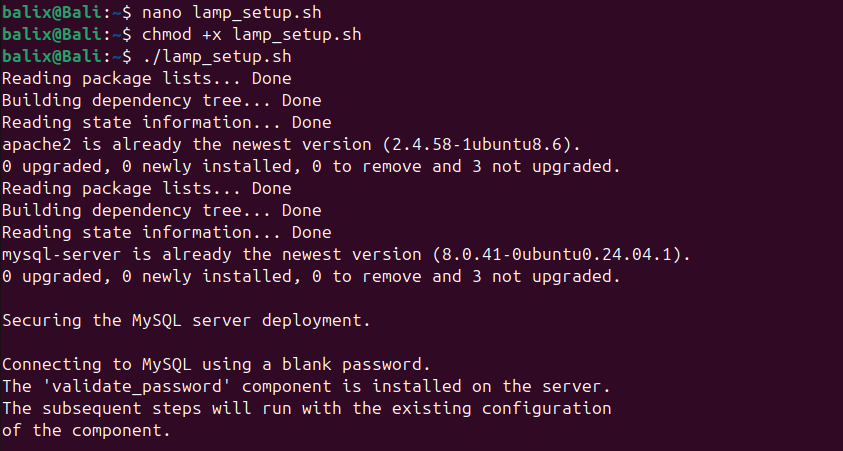 balix@Bali:~$ nano lamp_setup.sh
balix@Bali:~$ chmod +x lamp_setup.sh
balix@Bali:~$ ./lamp_setup.sh
Reading package lists... Done
Building dependency tree... Done
Reading state information... Done
apache2 is already the newest version (2.4.58-1ubuntu8.6).
0 upgraded, 0 newly installed, 0 to remove and 3 not upgraded.
Reading package lists... Done
Building dependency tree... Done
Reading state information... Done
mysql-server is already the newest version (8.0.41-0ubuntu0.24.04.1).
0 upgraded, 0 newly installed, 0 to remove and 3 not upgraded.
Securing the MySQL server deployment.
Connecting to MySQL using a blank password.
The 'validate_password' component is installed on the server.
The subsequent steps will run with the existing configuration
of the component.